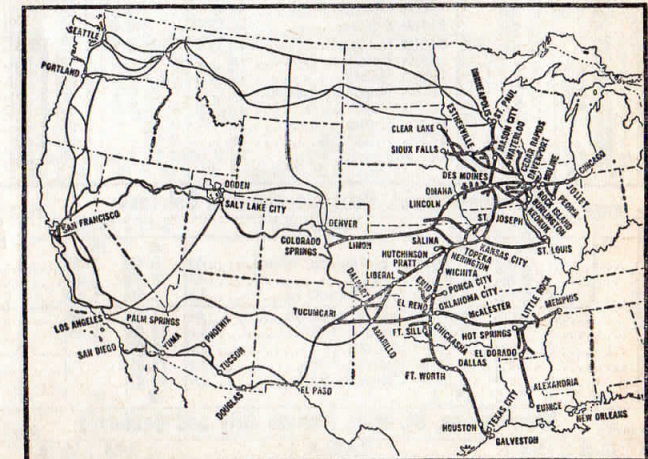 SEATTLE
PORTLAND
MINNEAPOLIS
ST. PAUL
ESTHERVILLE
MASON CITY
WATERLOO
CEDAR RAPIDS
DAVENPORT
MOLINE
CHICAGO
JOLIET
PEORIA
ROCK ISLAND
BURLINGTON
KEOKUK
CLEAR LAKE
SIOUX FALLS
DES MOINES
OMAHA
LINCOLN
OGDEN
SALT LAKE CITY
SAN FRANCISCO
DENVER
COLORADO
SPRINGS
LIMON
ST. JOSEPH
SALINA
KANSAS CITY
TOPEKA
HERINGTON
ST. LOUIS
HUTCHINSON
PRATT
WICHITA
LIBERAL
DALHART
ENID
PONCA CITY
EL RENO
OKLAHOMA CITY
LOS ANGELES
PALM SPRINGS
YUMA
PHOENIX
TUCSON
SAN DIEGO
DOUGLAS
EL PASO
TUCUMCARI
AMARILLO
FT. SILL
CHICKASHA
MCALESTER
LITTLE ROCK
MEMPHIS
HOT SPRINGS
EL DORADO
DALLAS
FT. WORTH
ALEXANDRIA
EUNICE
NEW ORLEANS
HOUSTON
TEXAS CITY
GALVESTON